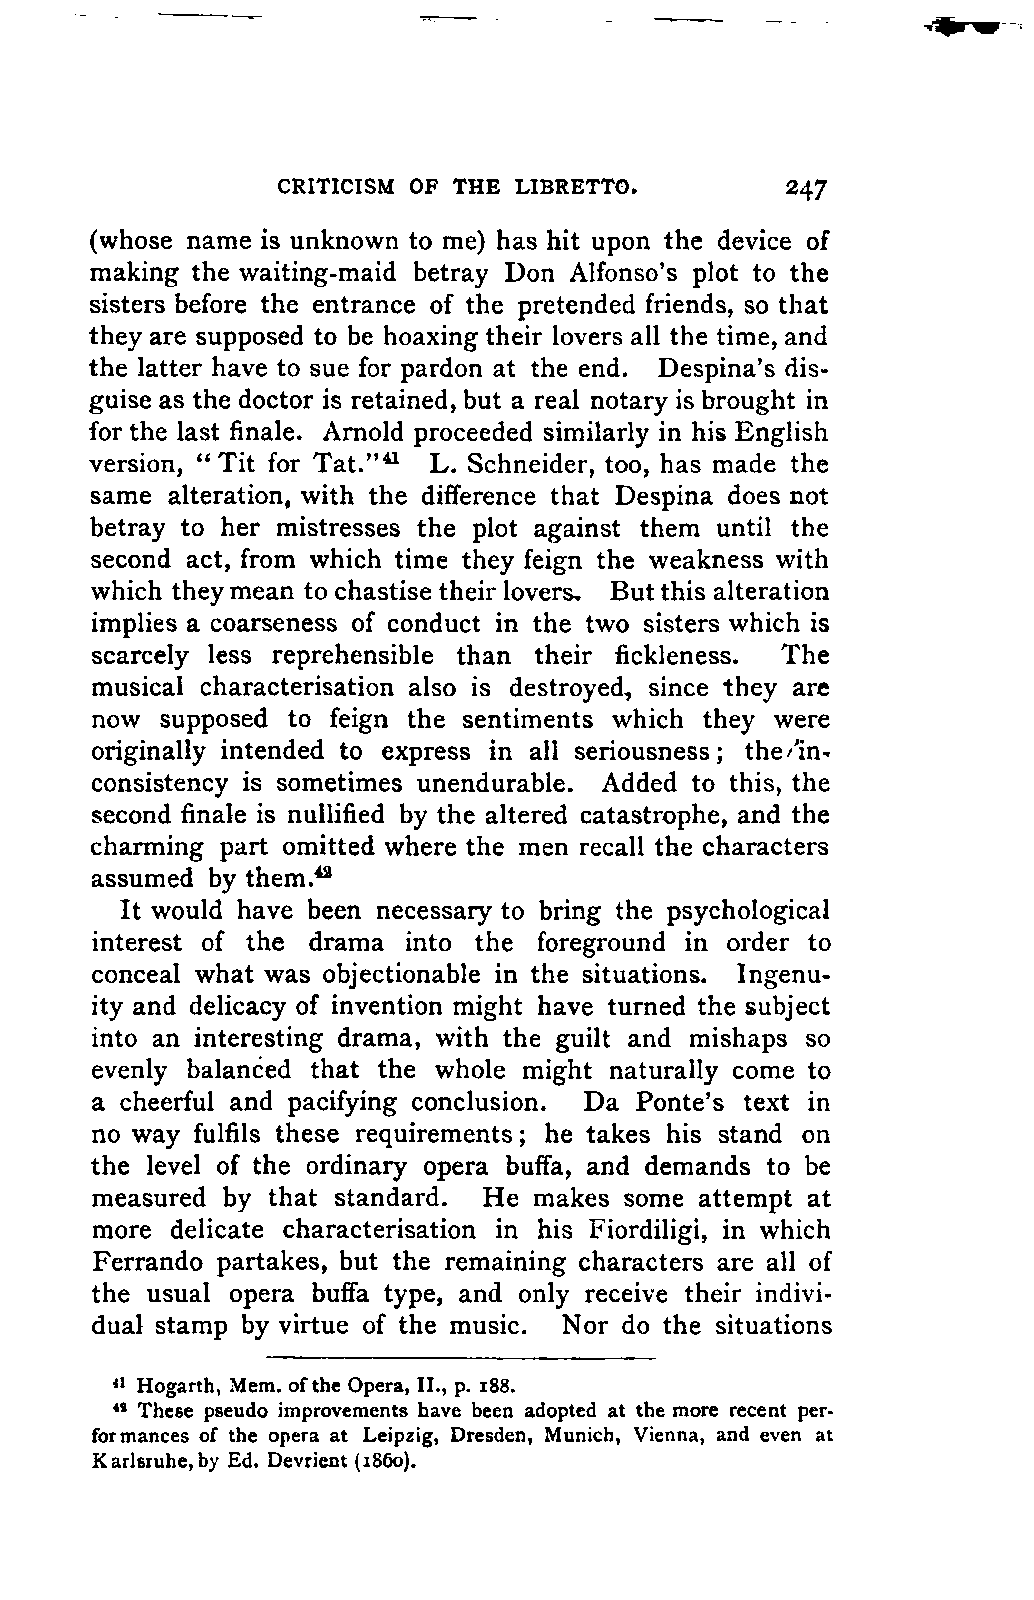 CRITICISM OF THE LIBRETTO. 247
(whose name is unknown to me) has hit upon the device of
making the waiting-maid betray Don Alfonso's plot to the
sisters before the entrance of the pretended friends, so that
they are supposed to be hoaxing their lovers all the time, and
the latter have to sue for pardon at the end. Despina's dis-
guise as the doctor is retained, but a real notary is brought in
for the last finale. Arnold proceeded similarly in his English
version, “Tit for Tat.”⁴¹ L. Schneider, too, has made the
same alteration, with the difference that Despina does not
betray to her mistresses the plot against them until the
second act, from which time they feign the weakness with
which they mean to chastise their lovers. But this alteration
implies a coarseness of conduct in the two sisters which is
scarcely less reprehensible than their fickleness. The
musical characterisation also is destroyed, since they are
now supposed to feign the sentiments which they were
originally intended to express in all seriousness; the in-
consistency is sometimes unendurable. Added to this, the
second finale is nullified by the altered catastrophe, and the
charming part omitted where the men recall the characters
assumed by them.⁴²
It would have been necessary to bring the psychological
interest of the drama into the foreground in order to
conceal what was objectionable in the situations. Ingenu-
ity and delicacy of invention might have turned the subject
into an interesting drama, with the guilt and mishaps so
evenly balanced that the whole might naturally come to
a cheerful and pacifying conclusion. Da Ponte's text in
no way fulfils these requirements; he takes his stand on
the level of the ordinary opera buffa, and demands to be
measured by that standard. He makes some attempt at
more delicate characterisation in his Fiordiligi, in which
Ferrando partakes, but the remaining characters are all of
the usual opera buffa type, and only receive their indivi-
dual stamp by virtue of the music. Nor do the situations
⁴¹ Hogarth, Mem. of the Opera, II., p. 188.
⁴² These pseudo improvements have been adopted at the more recent per-
formances of the opera at Leipzig, Dresden, Munich, Vienna, and even at
Karlsruhe, by Ed. Devrient (1860).